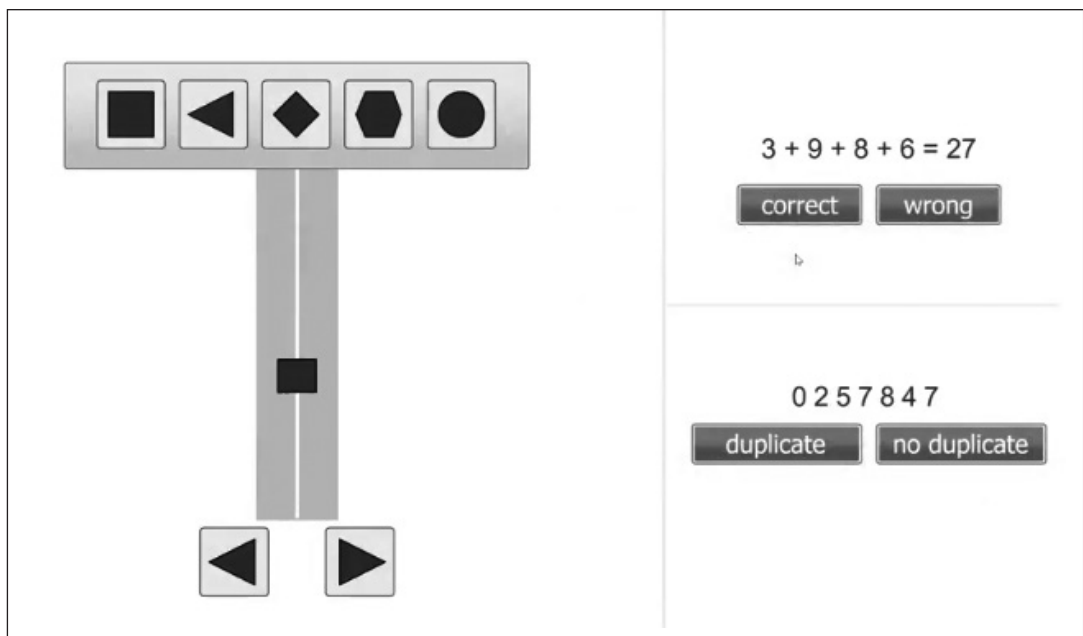 3 + 9 + 8 + 6 = 27
correct wrong
0 2 5 7 8 4 7
duplicate no duplicate